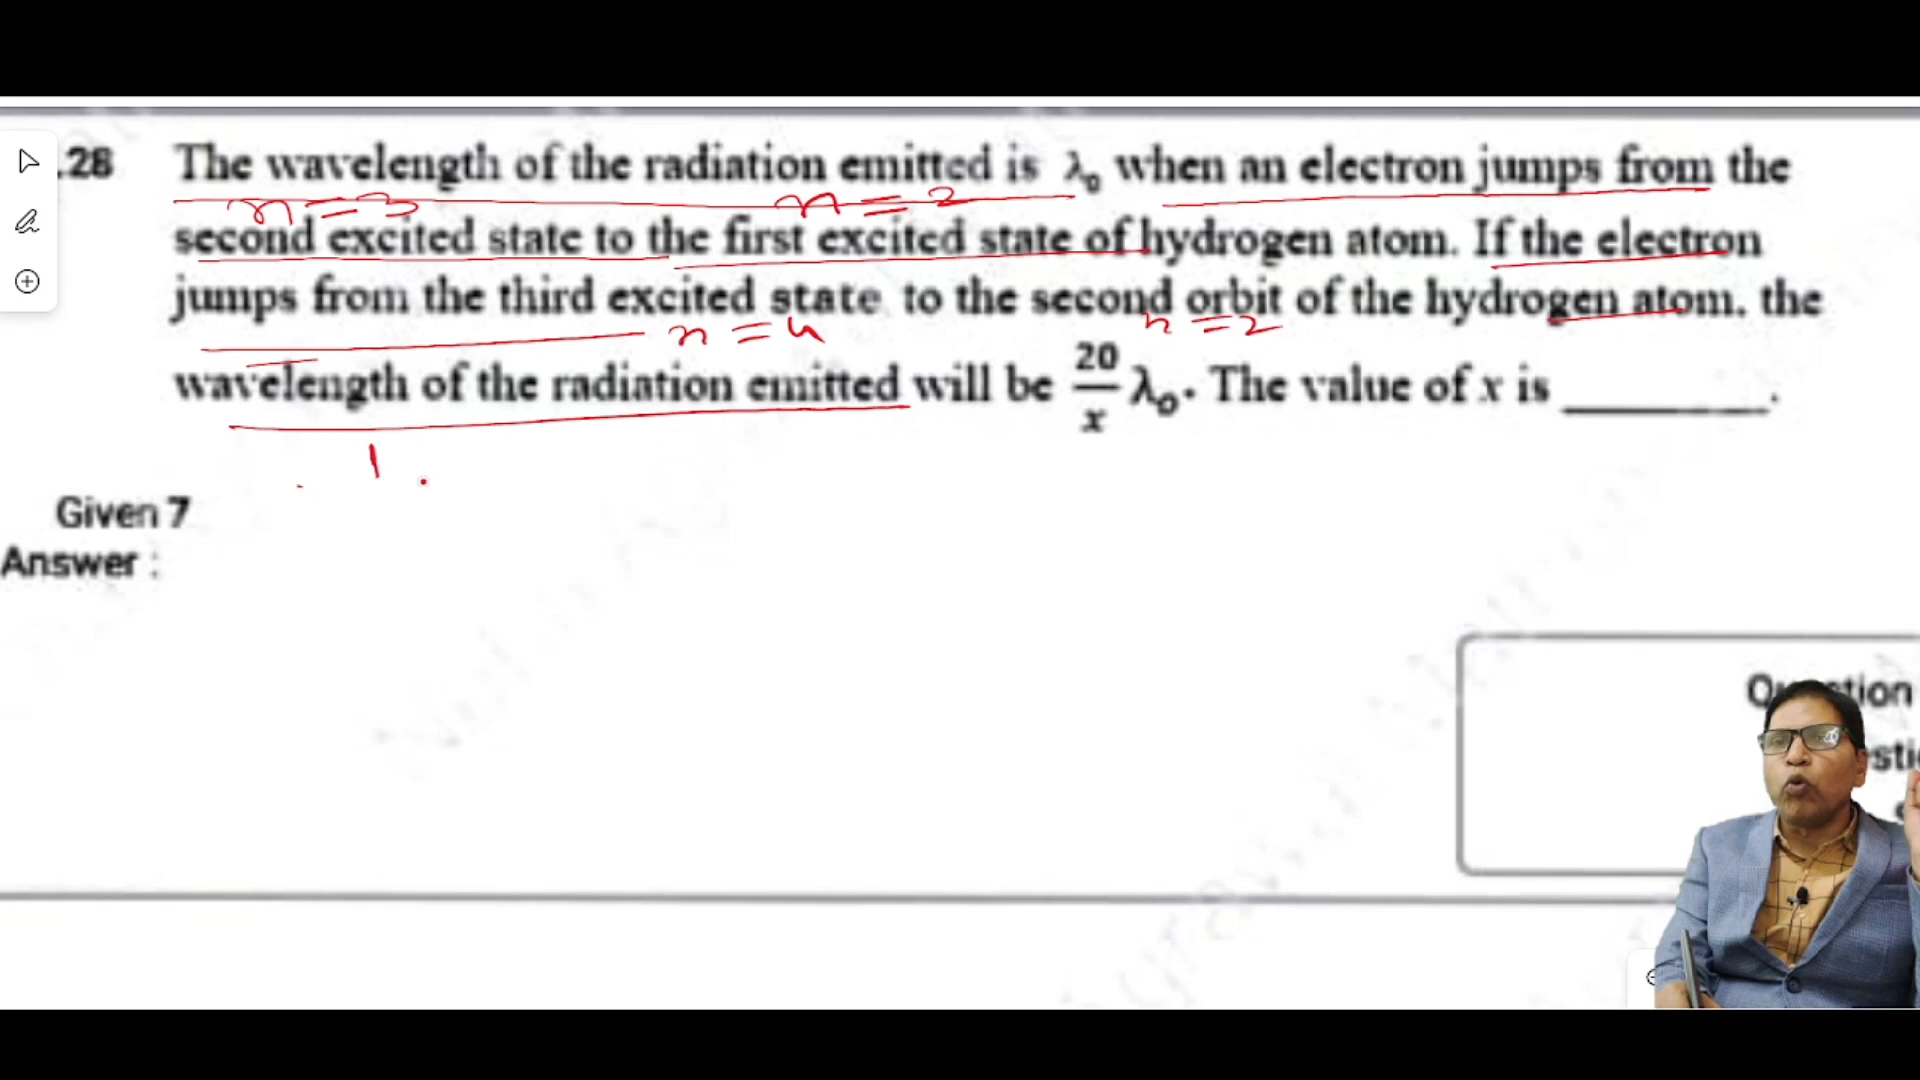 .28 The wavelength of the radiation emitted is λ₀ when an electron jumps from the
n = 3 n = 2
second excited state to the first excited state of hydrogen atom. If the electron
jumps from the third excited state to the second orbit of the hydrogen atom, the
n = 4 n = 2
wavelength of the radiation emitted will be 20/x λ₀. The value of x is ________.
1
Given 7
Answer :